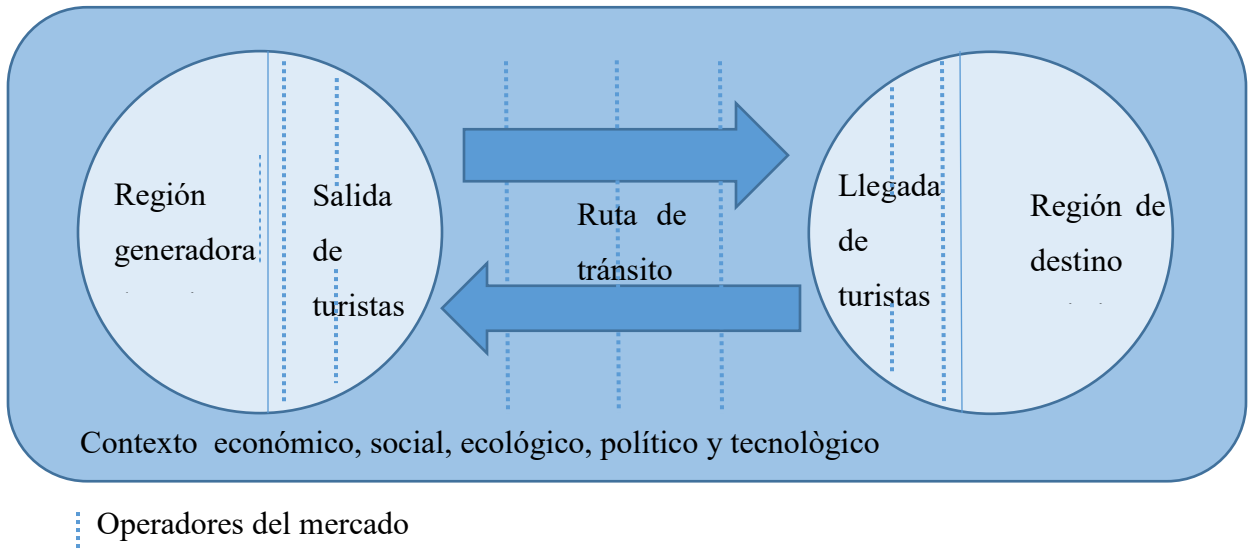 Región
generadora
Salida
de
turistas
Ruta de
tránsito
Llegada
de
turistas
Región de
destino
Contexto económico, social, ecológico, político y tecnològico
Operadores del mercado